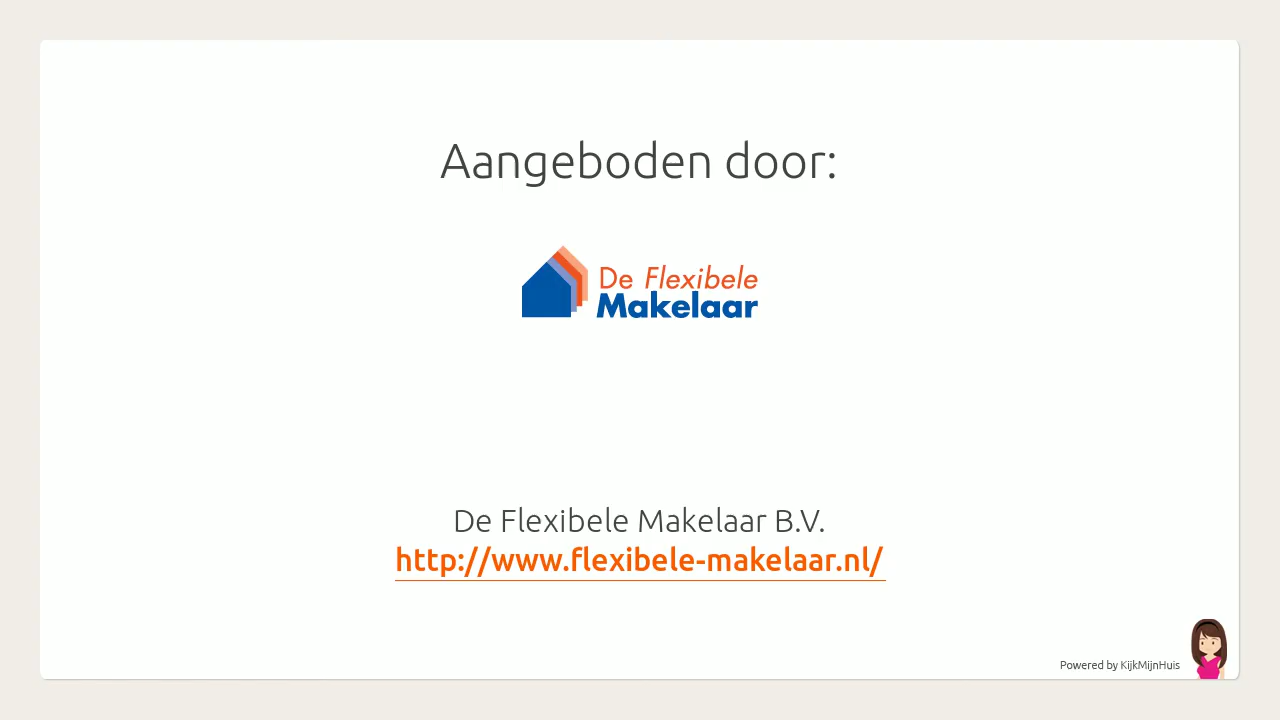 Aangeboden door:
De Flexibele
Makelaar
De Flexibele Makelaar B.V.
http://www.flexibele-makelaar.nl/
Powered by KijkMijnHuis